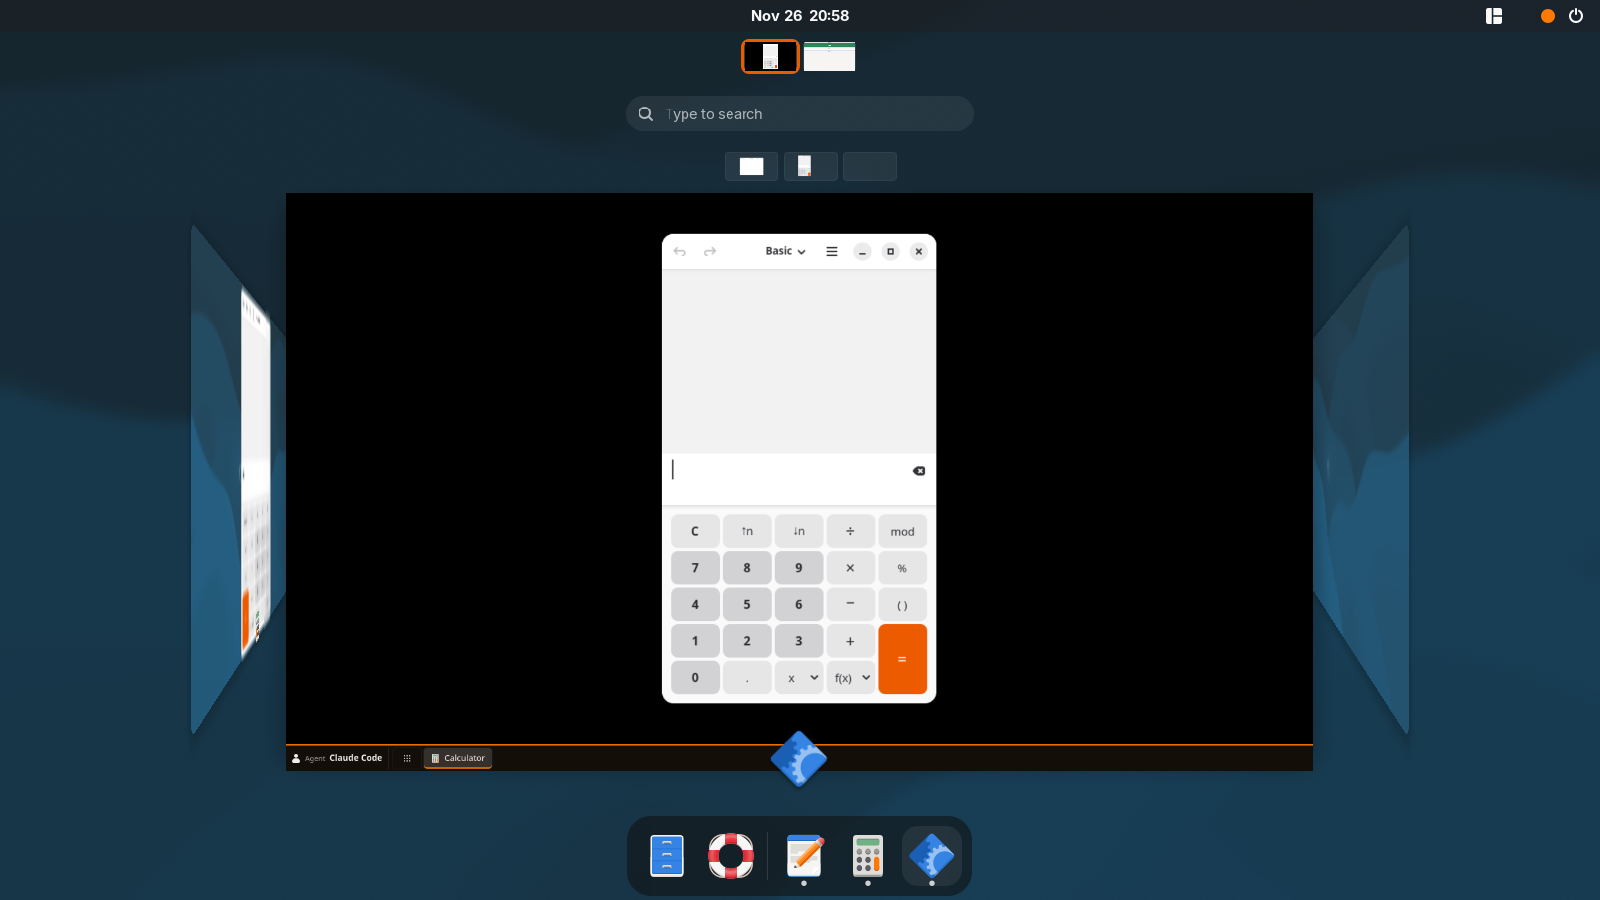 Nov 26 20:58
Type to search
Basic
C ↑n ↓n ÷ mod
7 8 9 × %
4 5 6 − ( )
1 2 3 +
=
0 . x f(x)
Agent Claude Code Calculator